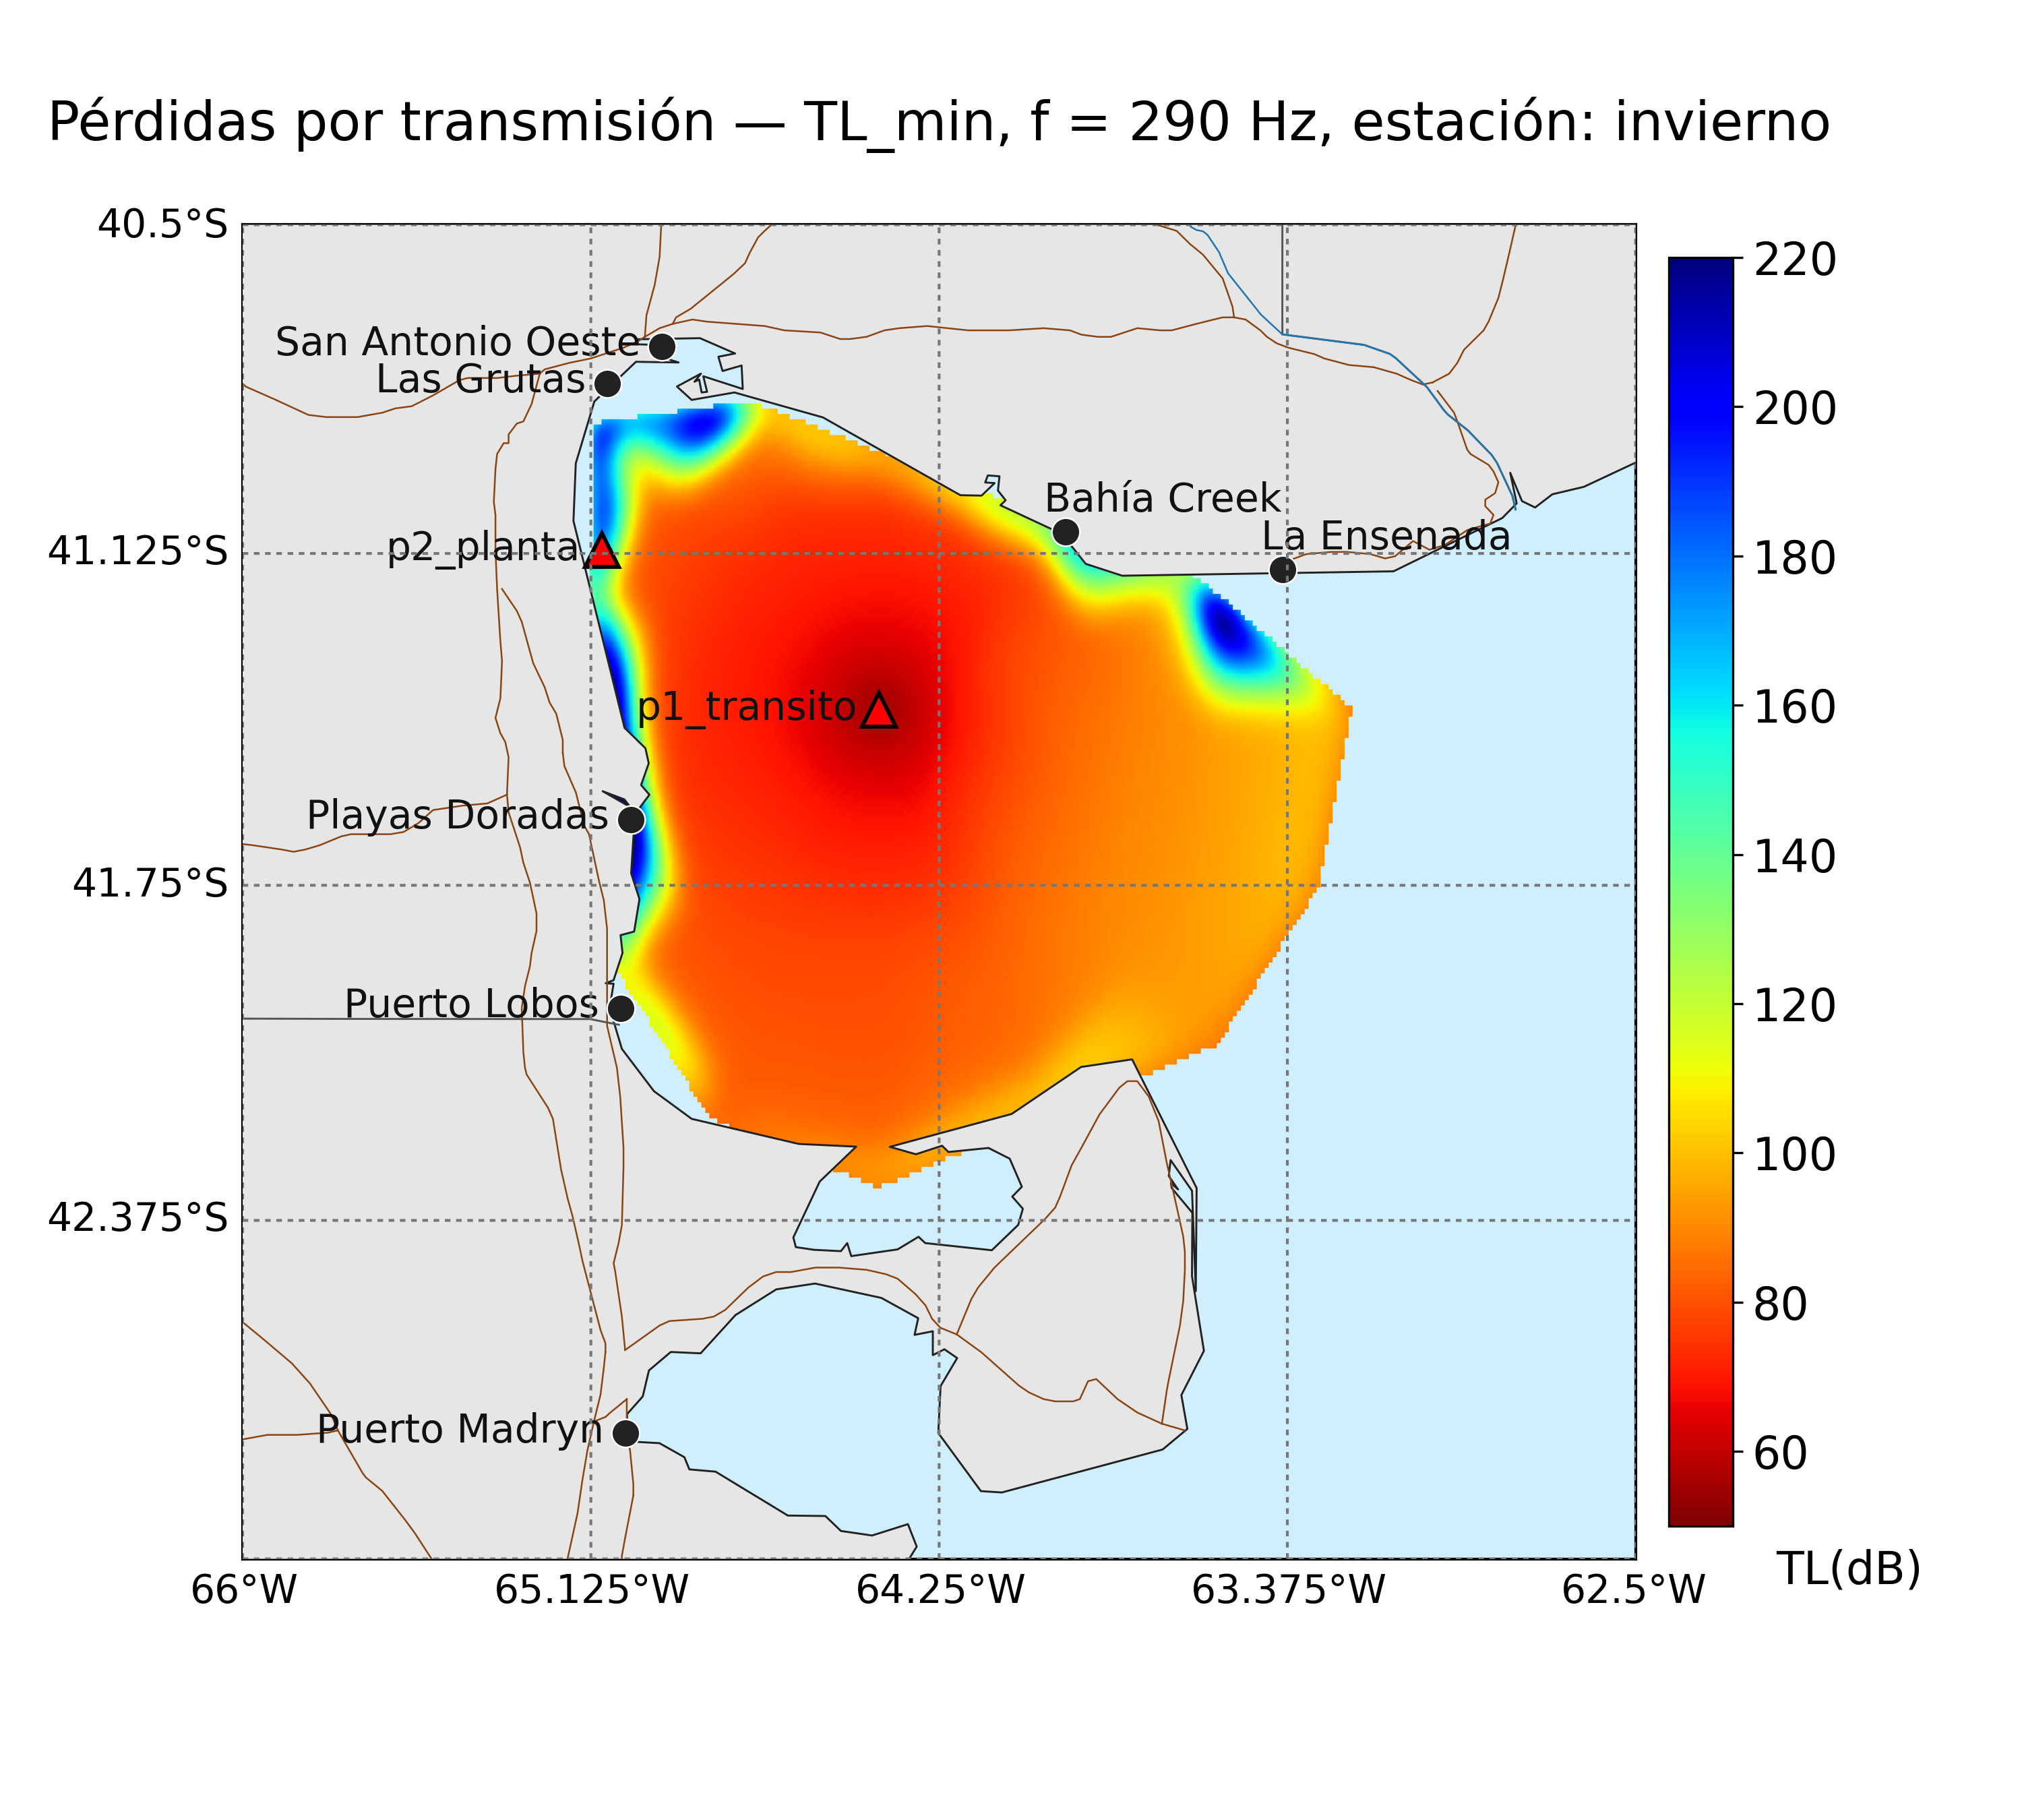 Pérdidas por transmisión — TL_min, f = 290 Hz, estación: invierno
40.5°S
220
San Antonio Oeste
Las Grutas
200
Bahía Creek
La Ensenada
p2_planta
41.125°S
180
p1_transito
160
Playas Doradas
140
41.75°S
Puerto Lobos
120
100
42.375°S
80
Puerto Madryn
60
TL(dB)
66°W
65.125°W
64.25°W
63.375°W
62.5°W